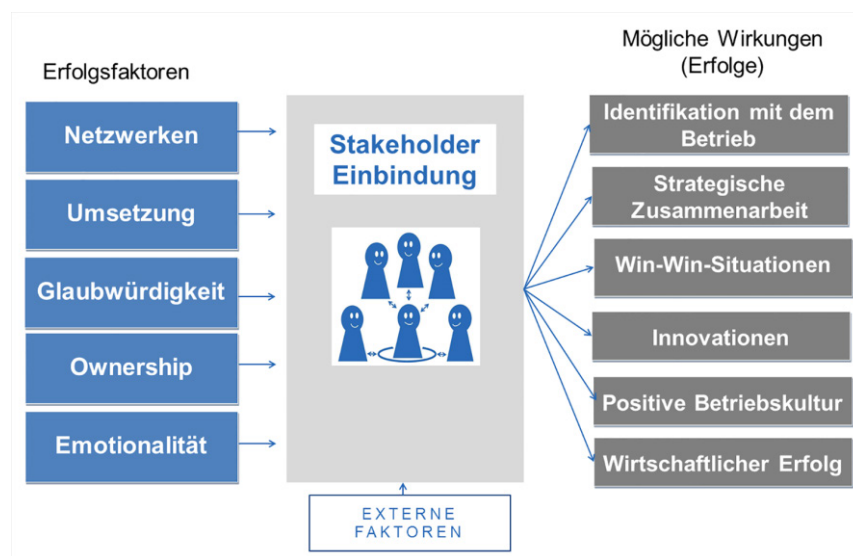 Erfolgsfaktoren
Netzwerken
Umsetzung
Glaubwürdigkeit
Ownership
Emotionalität
Stakeholder
Einbindung
EXTERNE
FAKTOREN
Mögliche Wirkungen
(Erfolge)
Identifikation mit dem
Betrieb
Strategische
Zusammenarbeit
Win-Win-Situationen
Innovationen
Positive Betriebskultur
Wirtschaftlicher Erfolg